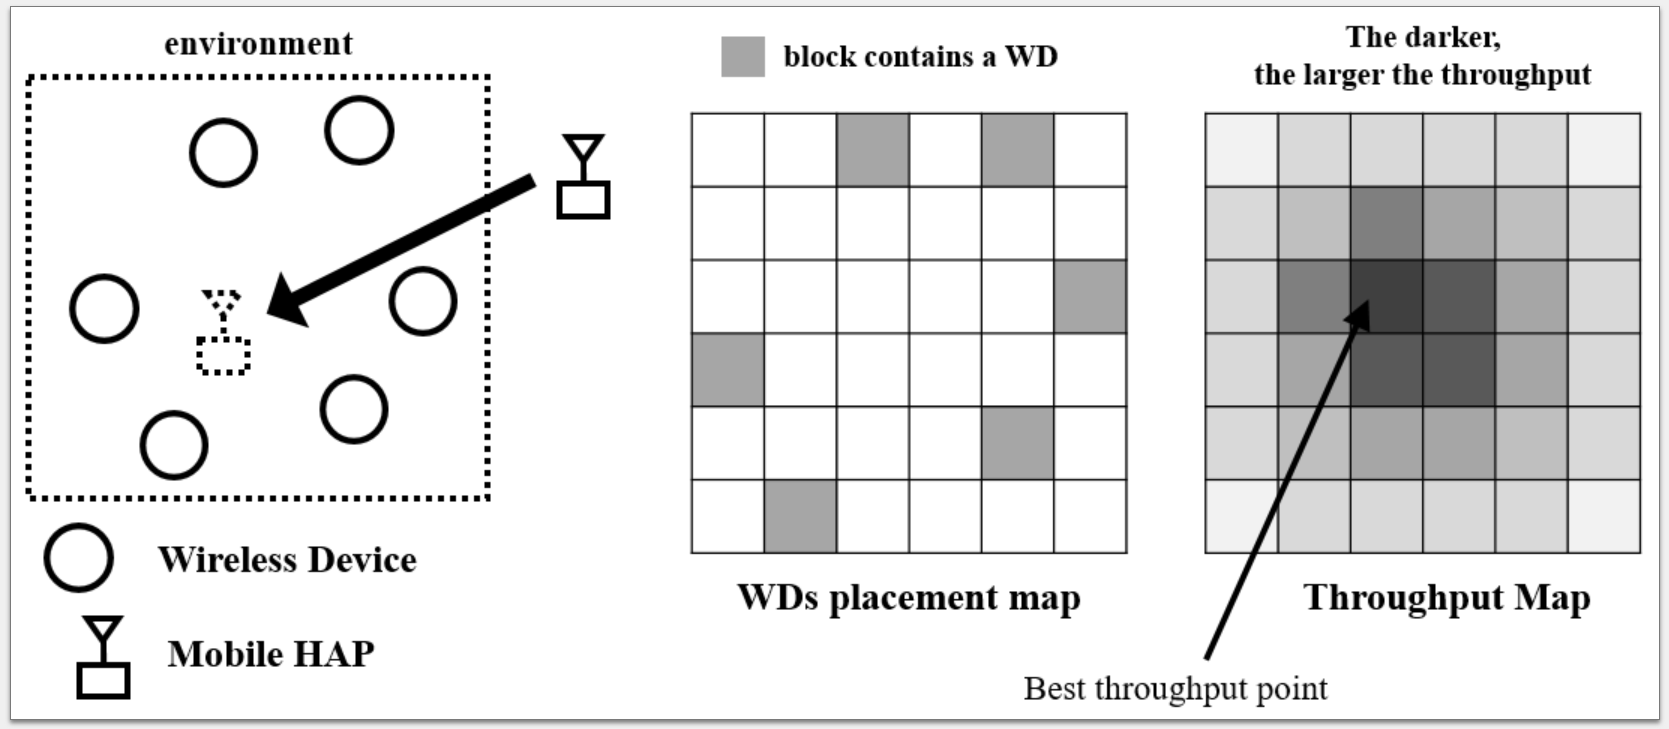 environment
Wireless Device
Mobile HAP
block contains a WD
WDs placement map
The darker,
the larger the throughput
Throughput Map
Best throughput point